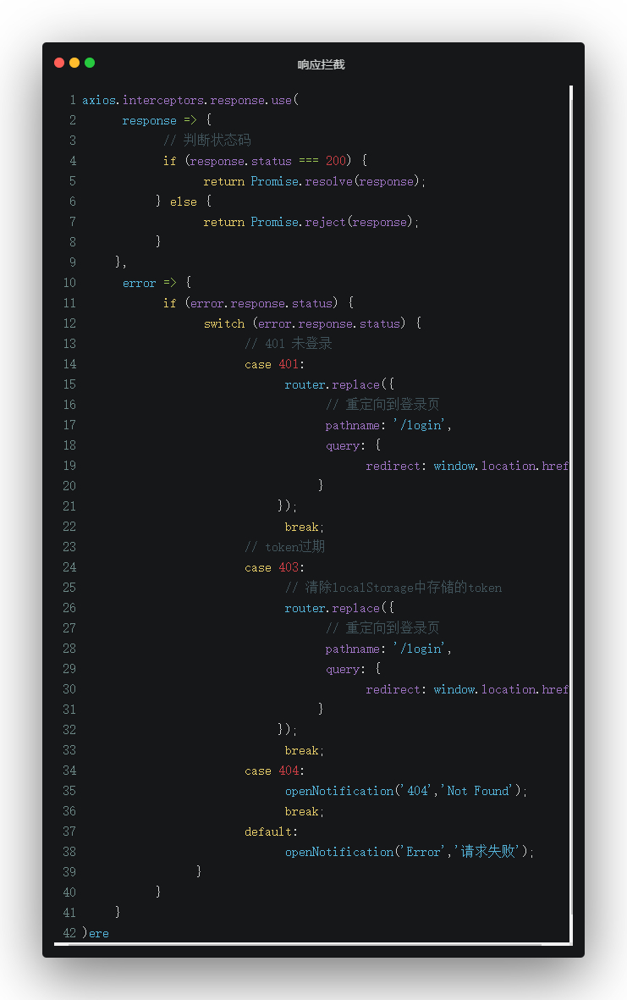 响应拦截
1 axios.interceptors.response.use(
2 response => {
3 // 判断状态码
4 if (response.status === 200) {
5 return Promise.resolve(response);
6 } else {
7 return Promise.reject(response);
8 }
9 },
10 error => {
11 if (error.response.status) {
12 switch (error.response.status) {
13 // 401 未登录
14 case 401:
15 router.replace({
16 // 重定向到登录页
17 pathname: '/login',
18 query: {
19 redirect: window.location.href
20 }
21 });
22 break;
23 // token过期
24 case 403:
25 // 清除localStorage中存储的token
26 router.replace({
27 // 重定向到登录页
28 pathname: '/login',
29 query: {
30 redirect: window.location.href
31 }
32 });
33 break;
34 case 404:
35 openNotification('404','Not Found');
36 break;
37 default:
38 openNotification('Error','请求失败');
39 }
40 }
41 }
42 )ere